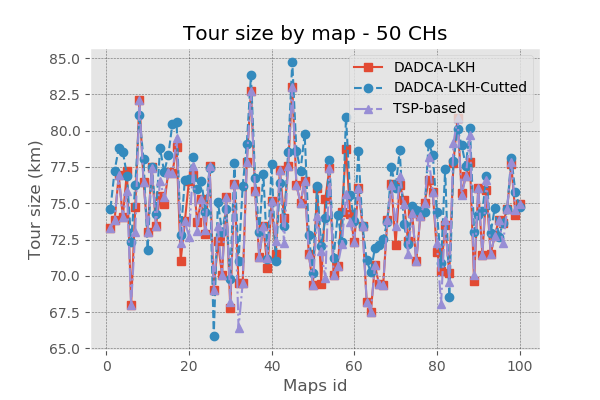 Tour size by map - 50 CHs
DADCA-LKH
DADCA-LKH-Cutted
TSP-based
Tour size (km)
85.0
82.5
80.0
77.5
75.0
72.5
70.0
67.5
65.0
0 20 40 60 80 100
Maps id